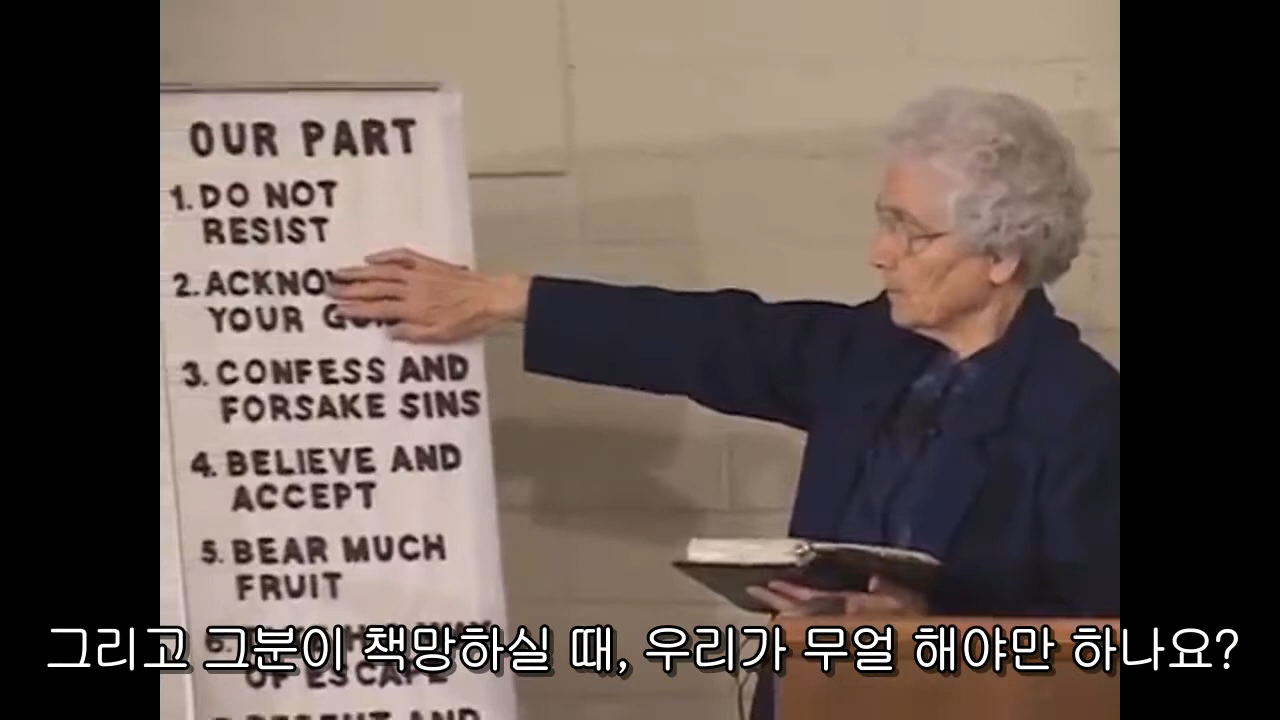 OUR PART
1. DO NOT
RESIST
2. ACKNO
YOUR
3. CONFESS AND
FORSAKE SINS
4. BELIEVE AND
ACCEPT
5. BEAR MUCH
FRUIT
그리고 그분이 책망하실 때, 우리가 무얼 해야만 하나요?
OF ESCAPE